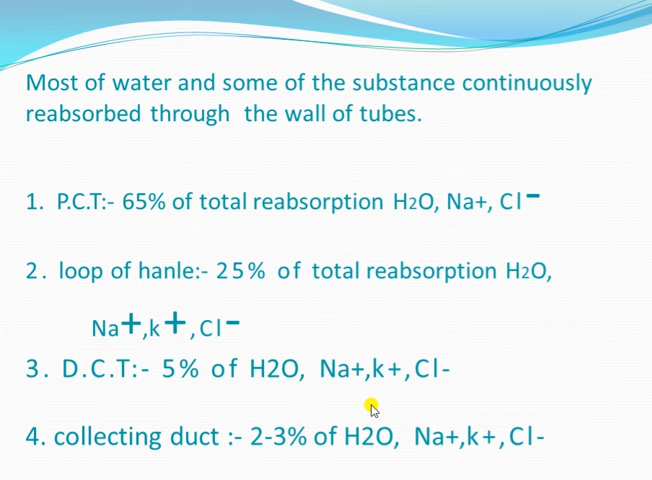 Most of water and some of the substance continuously
reabsorbed through the wall of tubes.
1. P.C.T:- 65% of total reabsorption H2O, Na+, Cl-
2. loop of hanle:- 25% of total reabsorption H2O,
Na+,k+,Cl-
3. D.C.T:- 5% of H2O, Na+,k+,Cl-
4. collecting duct :- 2-3% of H2O, Na+,k+,Cl-